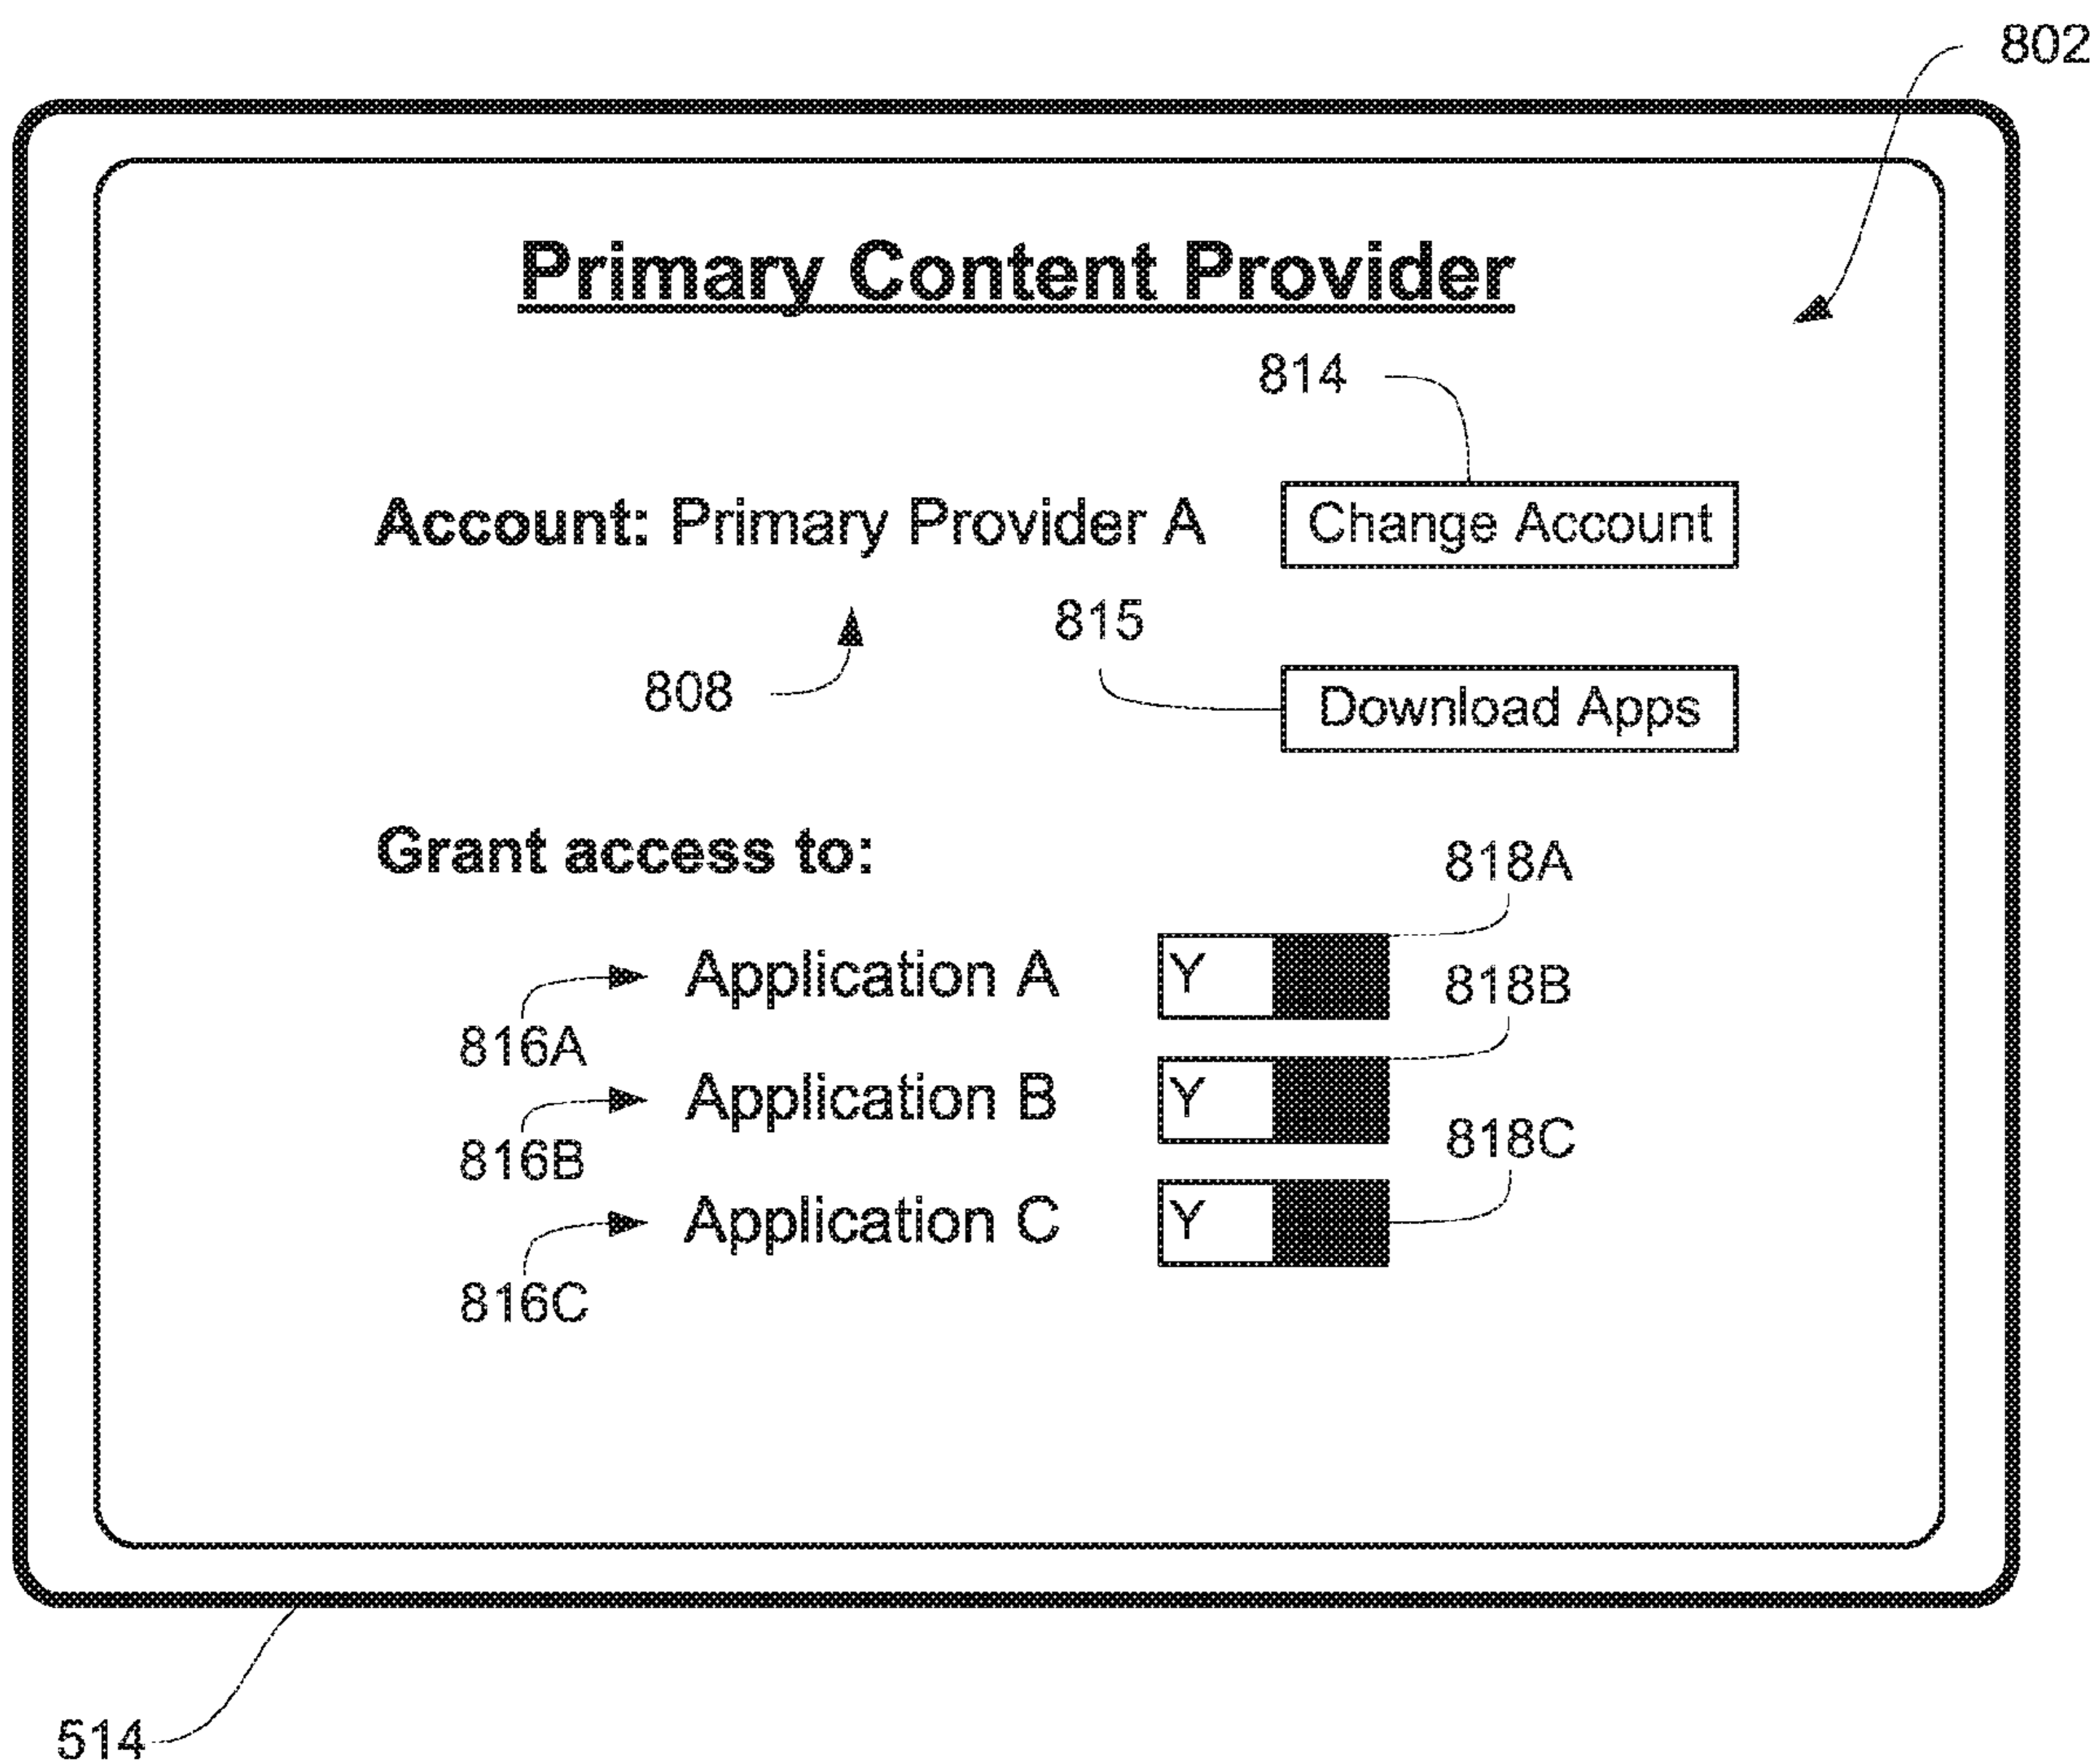 802
Primary Content Provider
814
Account: Primary Provider A
Change Account
815
808
Download Apps
Grant access to:
818A
Application A
Y
818B
816A
Application B
Y
818C
816B
Application C
Y
816C
514